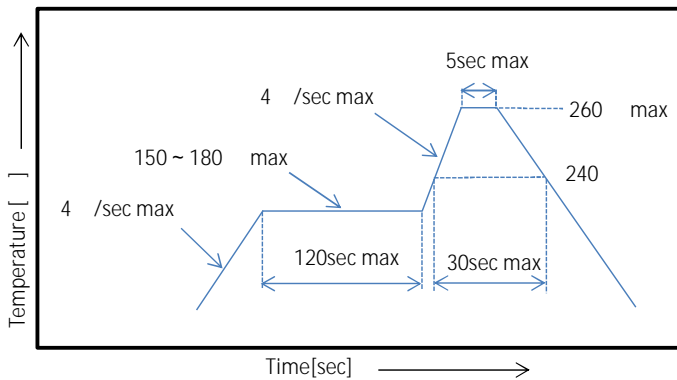 5sec max
4 /sec max
260 max
150 ~ 180 max
240
4 /sec max
120sec max
30sec max
Temperature[ ]
Time[sec]